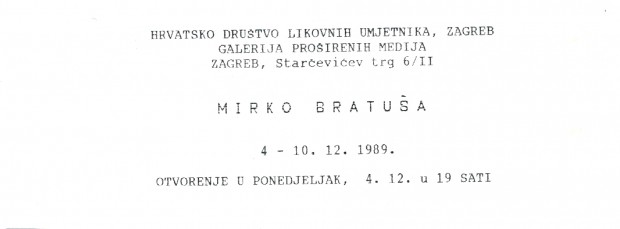 HRVATSKO DRUŠTVO LIKOVNIH UMJETNIKA, ZAGREB
GALERIJA PROŠIRENIH MEDIJA
ZAGREB, Starčevićev trg 6/II
MIRKO BRATUŠA
4 - 10. 12. 1989.
OTVORENJE U PONEDJELJAK, 4. 12. u 19 SATI